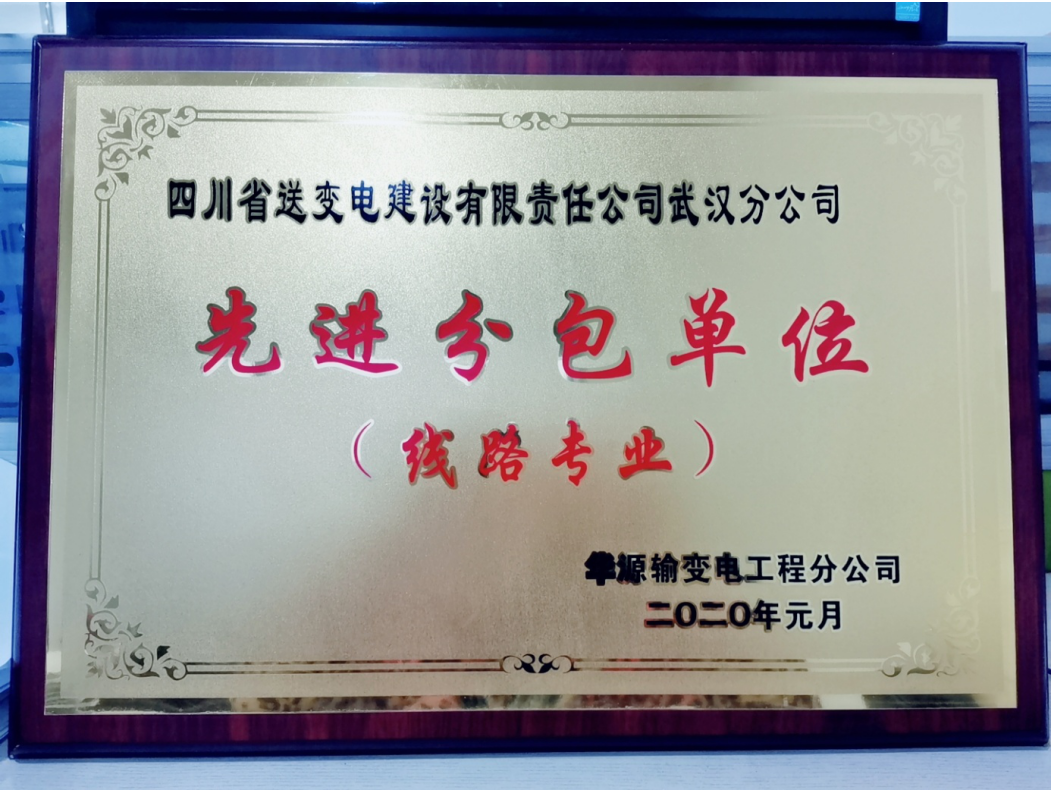 四川省送变电建设有限责任公司武汉分公司
先进分包单位
（线路专业）
华源输变电工程分公司
二〇二〇年元月